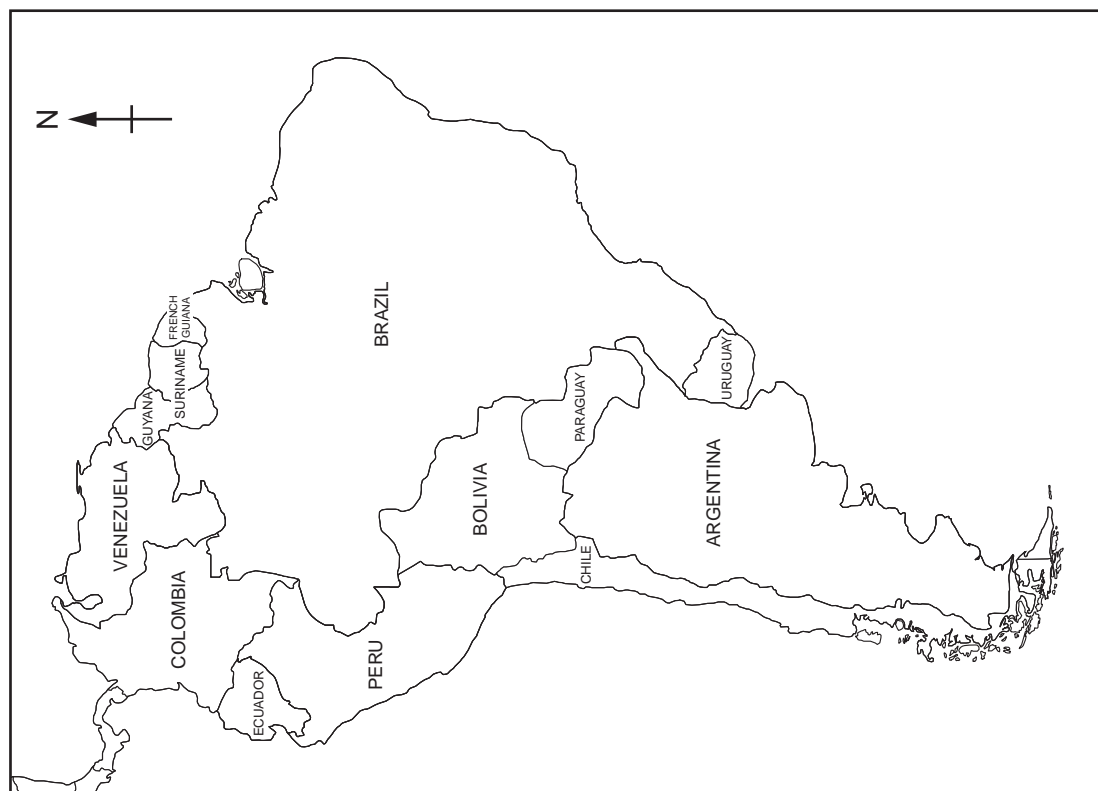 N
VENEZUELA
GUYANA
SURINAME
FRENCH
GUIANA
COLOMBIA
ECUADOR
PERU
BRAZIL
BOLIVIA
PARAGUAY
CHILE
ARGENTINA
URUGUAY